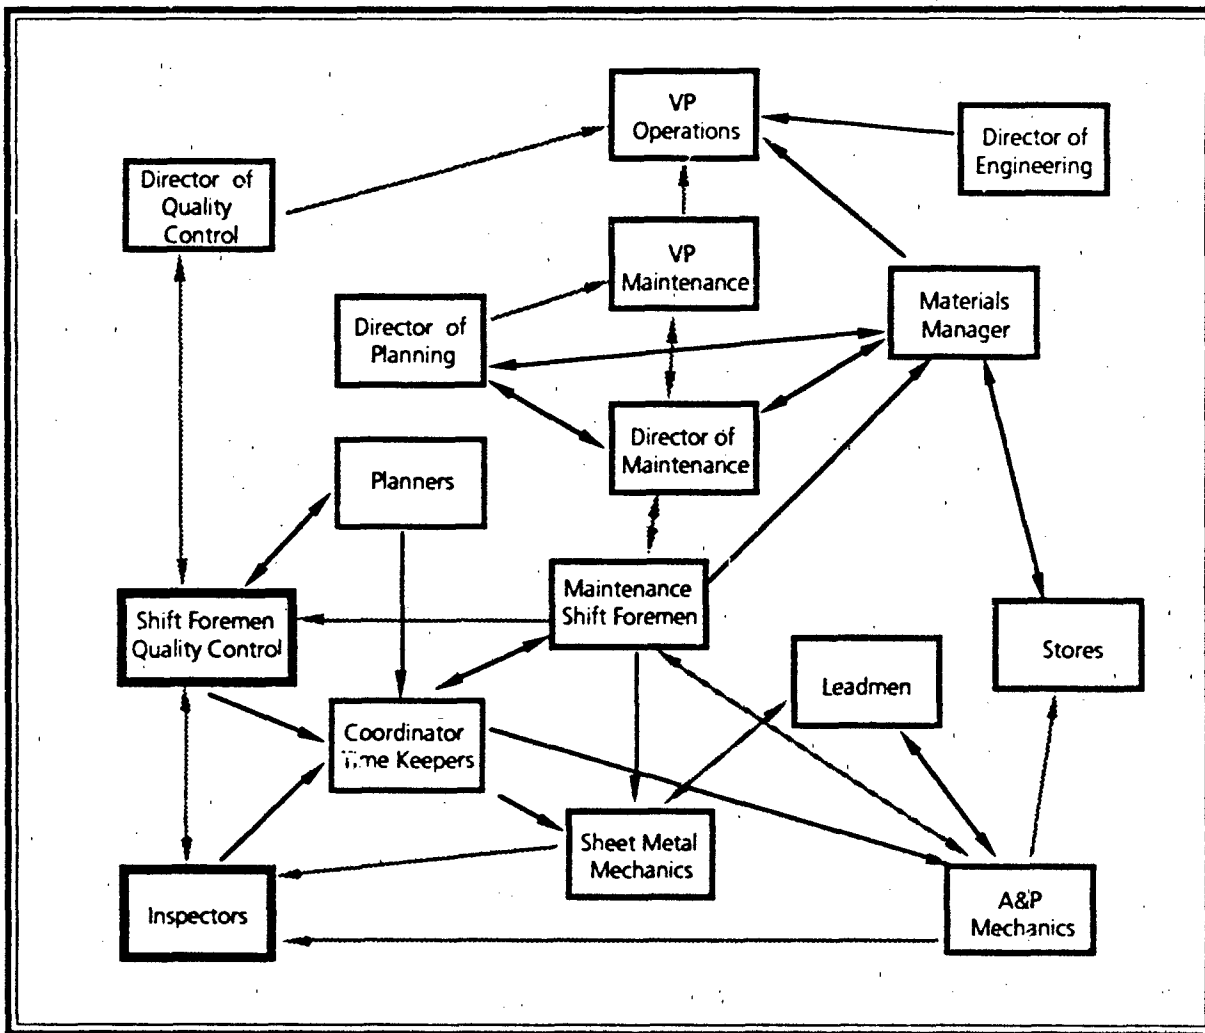 VP
Operations
Director of
Engineering
Director of
Quality
Control
VP
Maintenance
Materials
Manager
Director of
Planning
Director of
Maintenance
Planners
Maintenance
Shift Foremen
Shift Foremen
Quality Control
Stores
Leadmen
Coordinator
Time Keepers
Sheet Metal
Mechanics
Inspectors
A&P
Mechanics